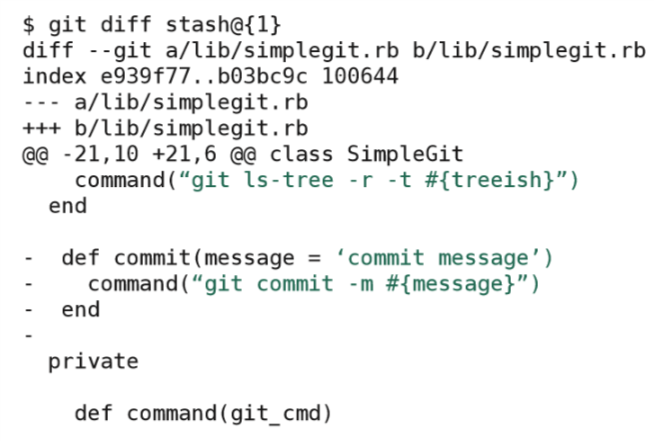 $ git diff stash@{1}
diff --git a/lib/simplegit.rb b/lib/simplegit.rb
index e939f77..b03bc9c 100644
--- a/lib/simplegit.rb
+++ b/lib/simplegit.rb
@@ -21,10 +21,6 @@ class SimpleGit
    command(“git ls-tree -r -t #{treeish}”)
  end

-  def commit(message = ‘commit message’)
-    command(“git commit -m #{message}”)
-  end
-
  private

    def command(git_cmd)